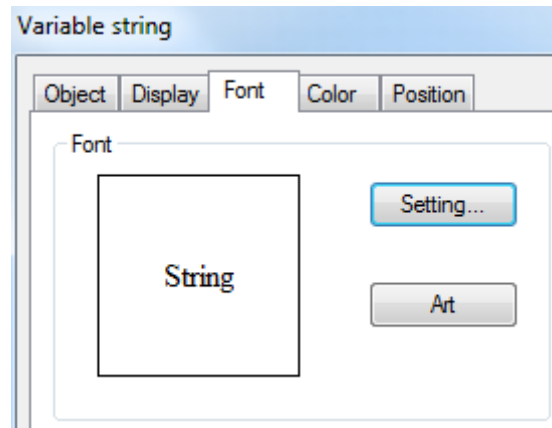 Variable string
Object Display Font Color Position
Font
Setting...
String
Art